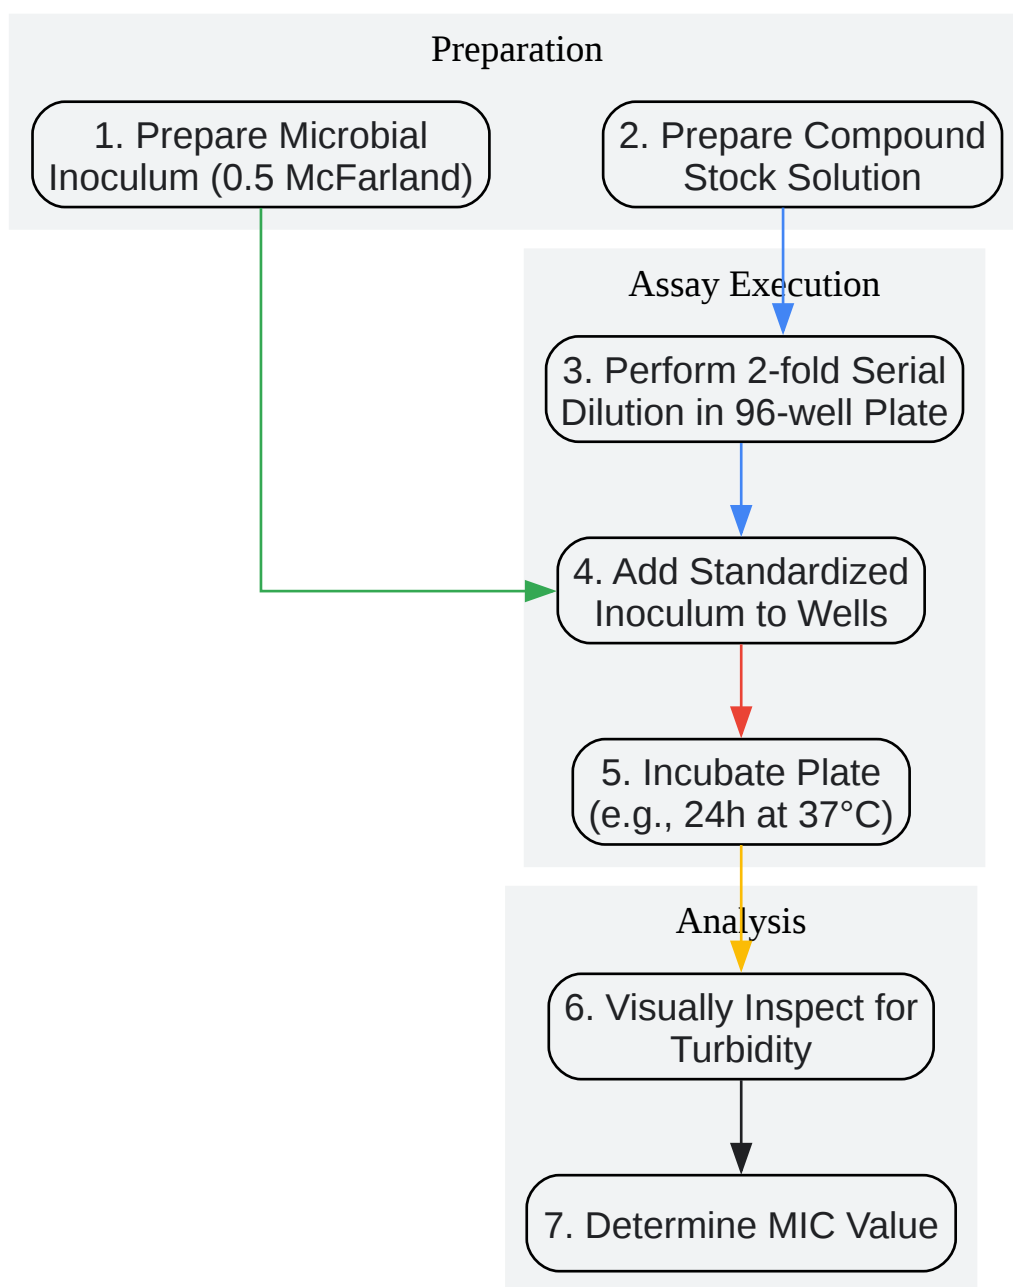 Preparation
1. Prepare Microbial
Inoculum (0.5 McFarland)
2. Prepare Compound
Stock Solution
Assay Execution
3. Perform 2-fold Serial
Dilution in 96-well Plate
4. Add Standardized
Inoculum to Wells
5. Incubate Plate
(e.g., 24h at 37°C)
Analysis
6. Visually Inspect for
Turbidity
7. Determine MIC Value